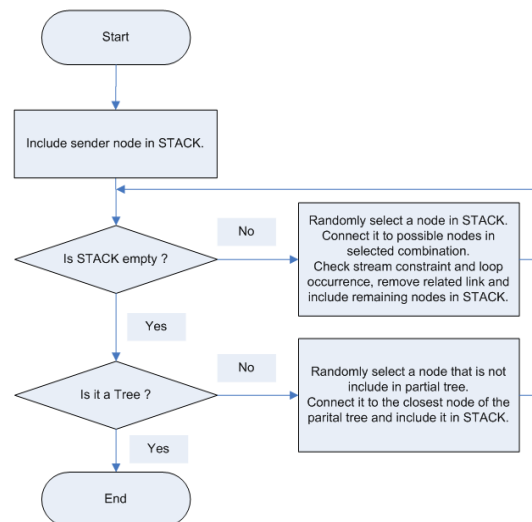 Start
Include sender node in STACK.
Is STACK empty ?
No
Randomly select a node in STACK.
Connect it to possible nodes in
selected combination.
Check stream constraint and loop
occurrence, remove related link and
include remaining nodes in STACK.
Yes
Is it a Tree ?
No
Randomly select a node that is not
include in partial tree.
Connect it to the closest node of the
parital tree and include it in STACK.
Yes
End